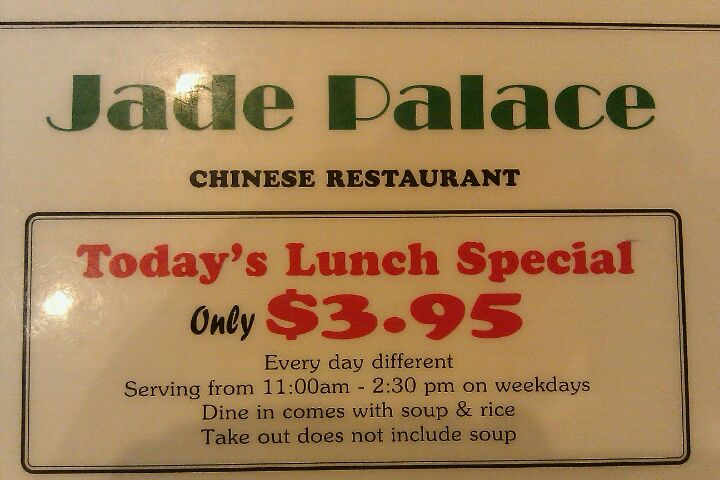 Jade Palace
CHINESE RESTAURANT
Today's Lunch Special
Only $3.95
Every day different
Serving from 11:00am - 2:30 pm on weekdays
Dine in comes with soup & rice
Take out does not include soup